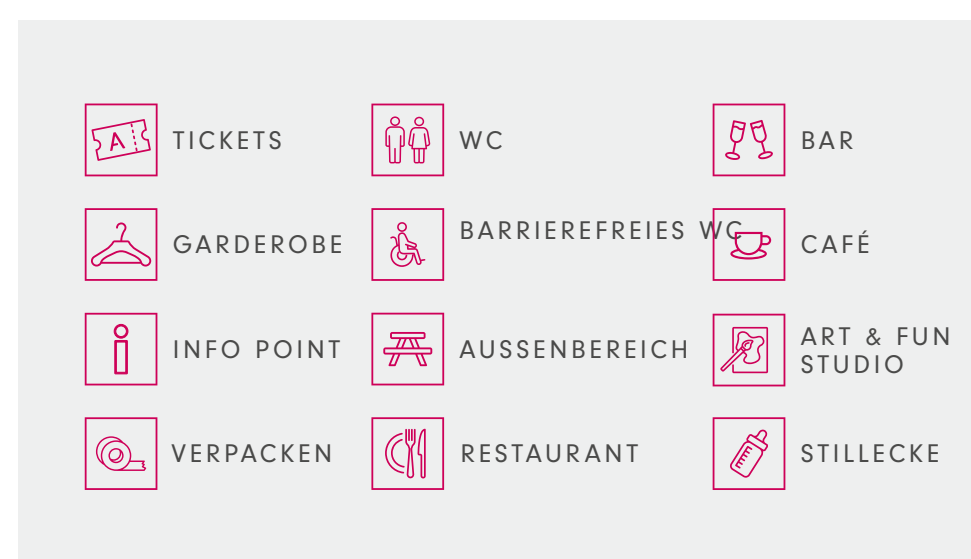 TICKETS
WC
BAR
GARDEROBE
BARRIEREFREIES WC
CAFÉ
INFO POINT
AUSSENBEREICH
ART & FUN
STUDIO
VERPACKEN
RESTAURANT
STILLECKE
A